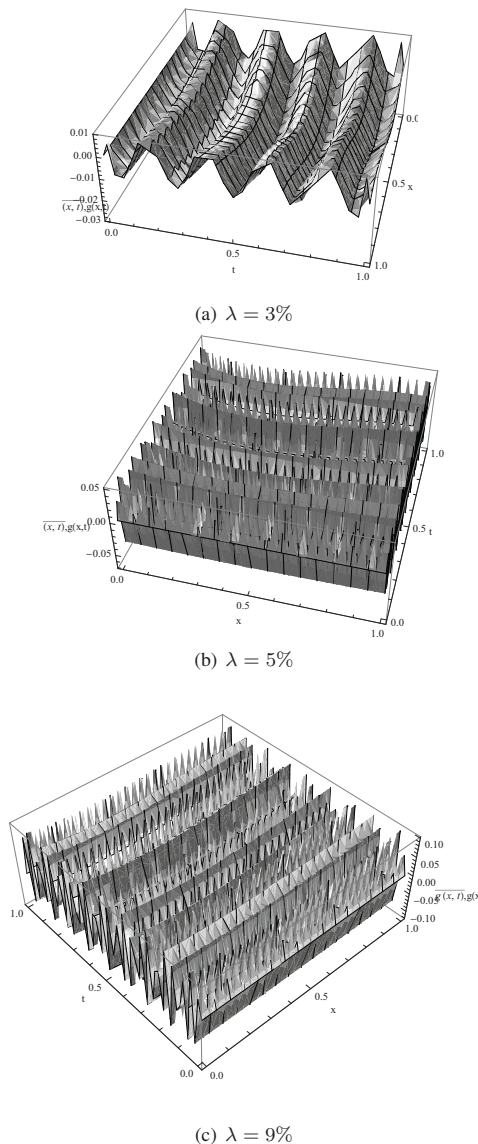 0.01
0.00
−0.01
−0.02
−0.03
(x, t),g(x,t)
0.0
0.5
t
1.0
0.0
0.5 x
1.0
(a) λ = 3%
0.05
0.00
−0.05
(x, t),g(x,t)
0.0
0.5
x
1.0
0.0
0.5 t
1.0
(b) λ = 5%
0.10
0.05
0.00
−0.05
−0.10
g (x, t),g(x
1.0
0.5
t
0.0
0.0
0.5
x
1.0
(c) λ = 9%